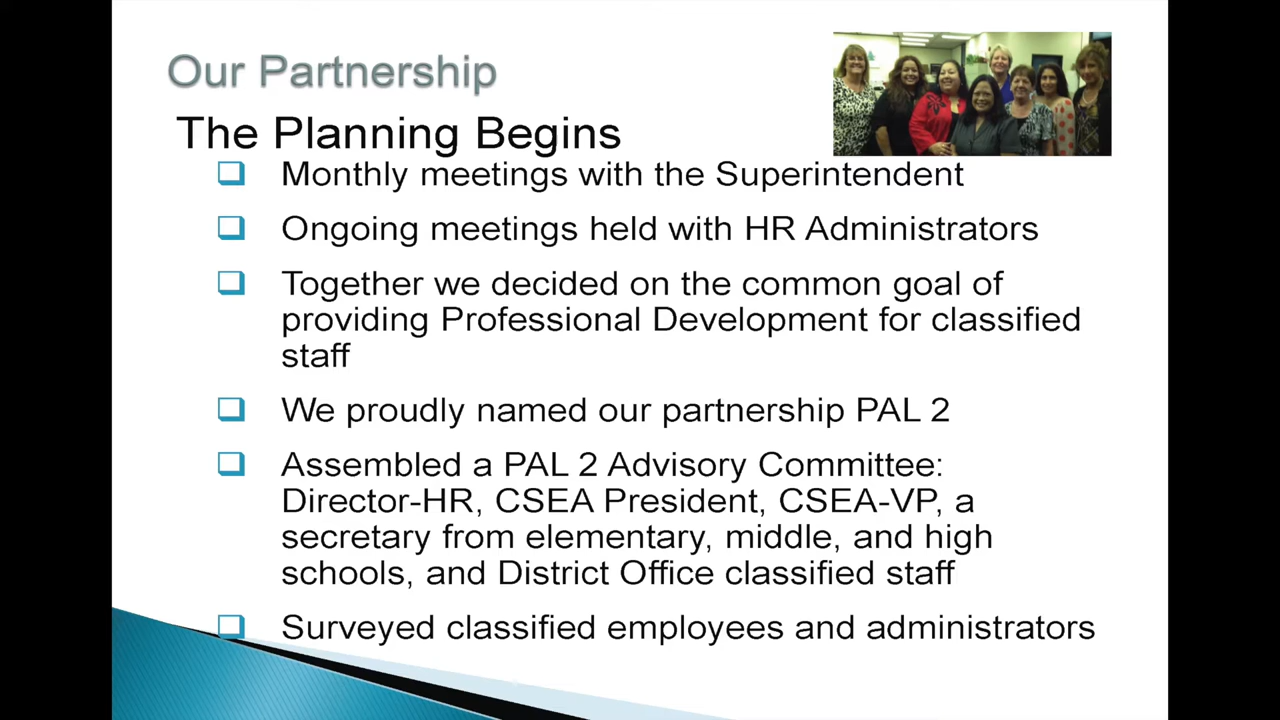 Our Partnership
The Planning Begins
Monthly meetings with the Superintendent
Ongoing meetings held with HR Administrators
Together we decided on the common goal of
providing Professional Development for classified
staff
We proudly named our partnership PAL 2
Assembled a PAL 2 Advisory Committee:
Director-HR, CSEA President, CSEA-VP, a
secretary from elementary, middle, and high
schools, and District Office classified staff
Surveyed classified employees and administrators